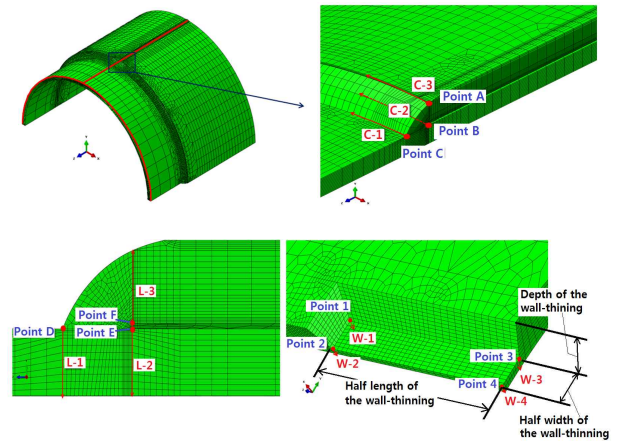 C-3
Point A
C-2
Point B
C-1
Point C
L-3
Point F
Point D
Point E
L-1
L-2
Depth of the
wall-thining
Point 1
W-1
Point 2
W-2
Point 3
W-3
Half length of
the wall-thinning
Point 4
W-4
Half width of
the wall-thinning